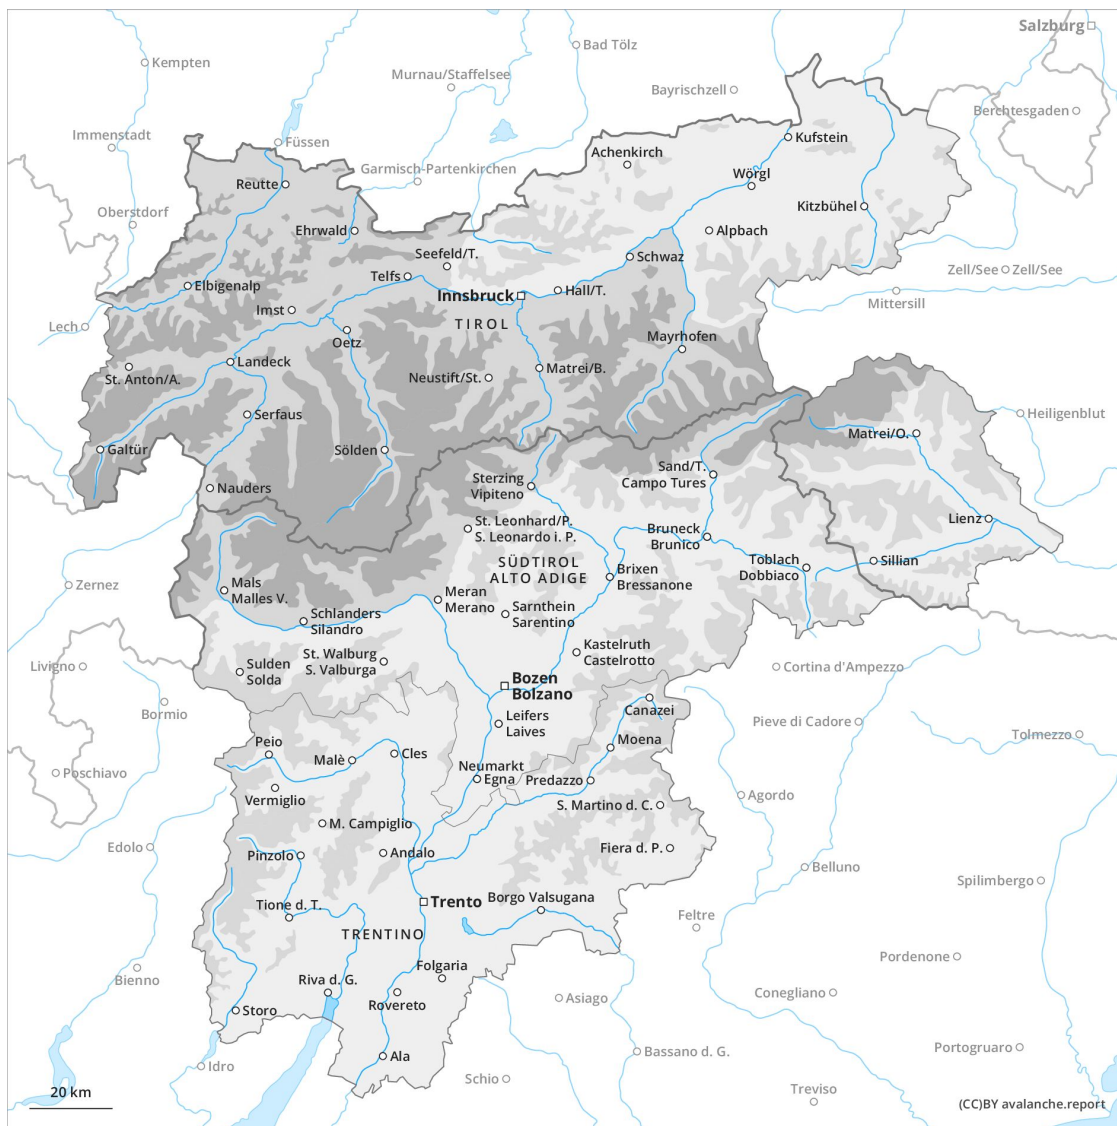 Salzburg
Kempten
Bad Tölz
Murnau/Staffelsee
Bayrischzell
Berchtesgaden
Immenstadt
Füssen
Kufstein
Achenkirch
Garmisch-Partenkirchen
Wörgl
Reutte
Kitzbühel
Oberstdorf
Ehrwald
Alpbach
Seefeld/T.
Schwaz
Telfs
Zell/See
Zell/See
Elbigenalp
Hall/T.
Innsbruck
Mittersill
Imst
TIROL
Lech
Oetz
Mayrhofen
Landeck
St. Anton/A.
Matrei/B.
Neustift/St.
Serfaus
Heiligenblut
Matrei/O.
Galtür
Sölden
Sand/T.
Campo Tures
Sterzing
Vipiteno
Nauders
Lienz
St. Leonhard/P.
S. Leonardo i. P.
Bruneck
Brunico
SÜDTIROL
ALTO ADIGE
Toblach
Dobbiaco
Sillian
Brixen
Bressanone
Zernez
Mals
Malles V.
Meran
Merano
Sarnthein
Sarentino
Schlanders
Silandro
Kastelruth
Castelrotto
St. Walburg
S. Valburga
Livigno
Sulden
Solda
Cortina d'Ampezzo
Bozen
Bolzano
Bormio
Canazei
Leifers
Laives
Pieve di Cadore
Tolmezzo
Peio
Moena
Cles
Malè
Poschiavo
Neumarkt
Egna
Predazzo
Vermiglio
Agordo
S. Martino d. C.
M. Campiglio
Edolo
Fiera d. P.
Pinzolo
Andalo
Belluno
Spilimbergo
Trento
Borgo Valsugana
Tione d. T.
Feltre
TRENTINO
Pordenone
Folgaria
Bienno
Riva d. G.
Rovereto
Conegliano
Asiago
Storo
Portogruaro
Bassano d. G.
Ala
Idro
Schio
Treviso
20 km
(CC)BY avalanche.report